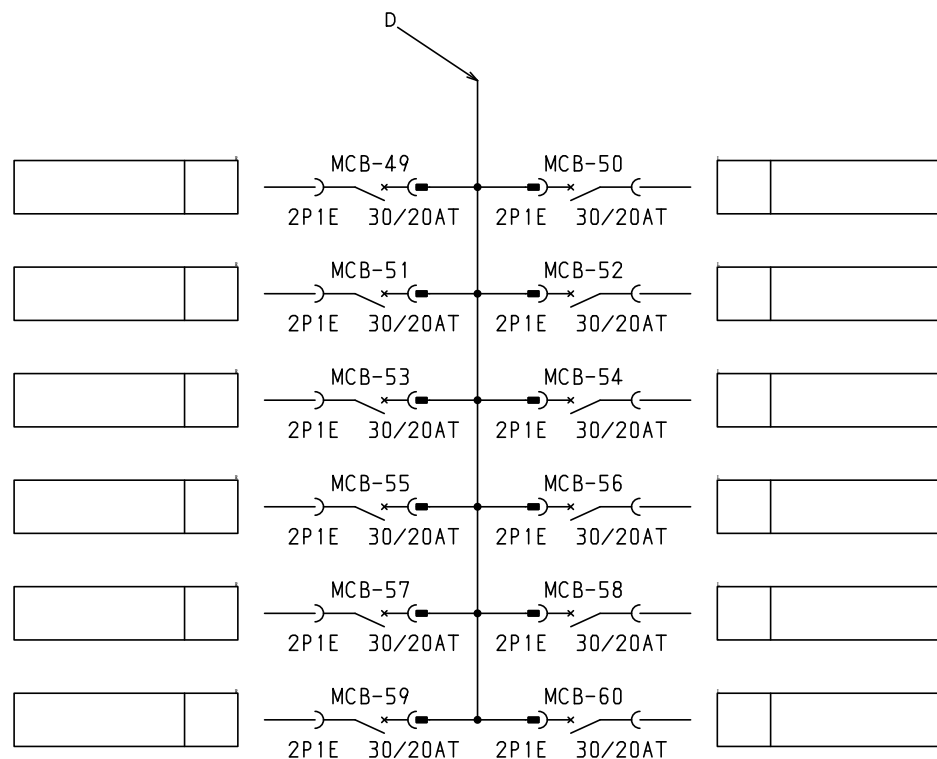 D
MCB-49 MCB-50
2P1E 30/20AT 2P1E 30/20AT
MCB-51 MCB-52
2P1E 30/20AT 2P1E 30/20AT
MCB-53 MCB-54
2P1E 30/20AT 2P1E 30/20AT
MCB-55 MCB-56
2P1E 30/20AT 2P1E 30/20AT
MCB-57 MCB-58
2P1E 30/20AT 2P1E 30/20AT
MCB-59 MCB-60
2P1E 30/20AT 2P1E 30/20AT